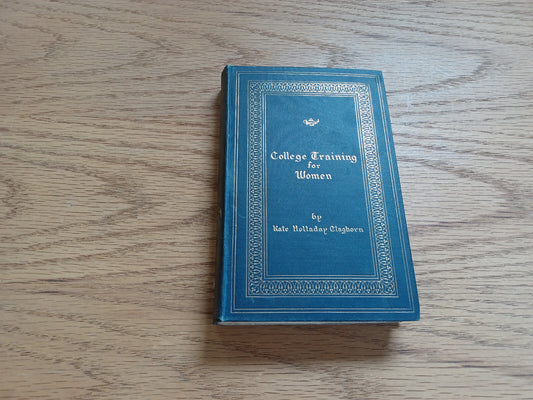 College Training
for
Women
by
Kate Holladay Claghorn